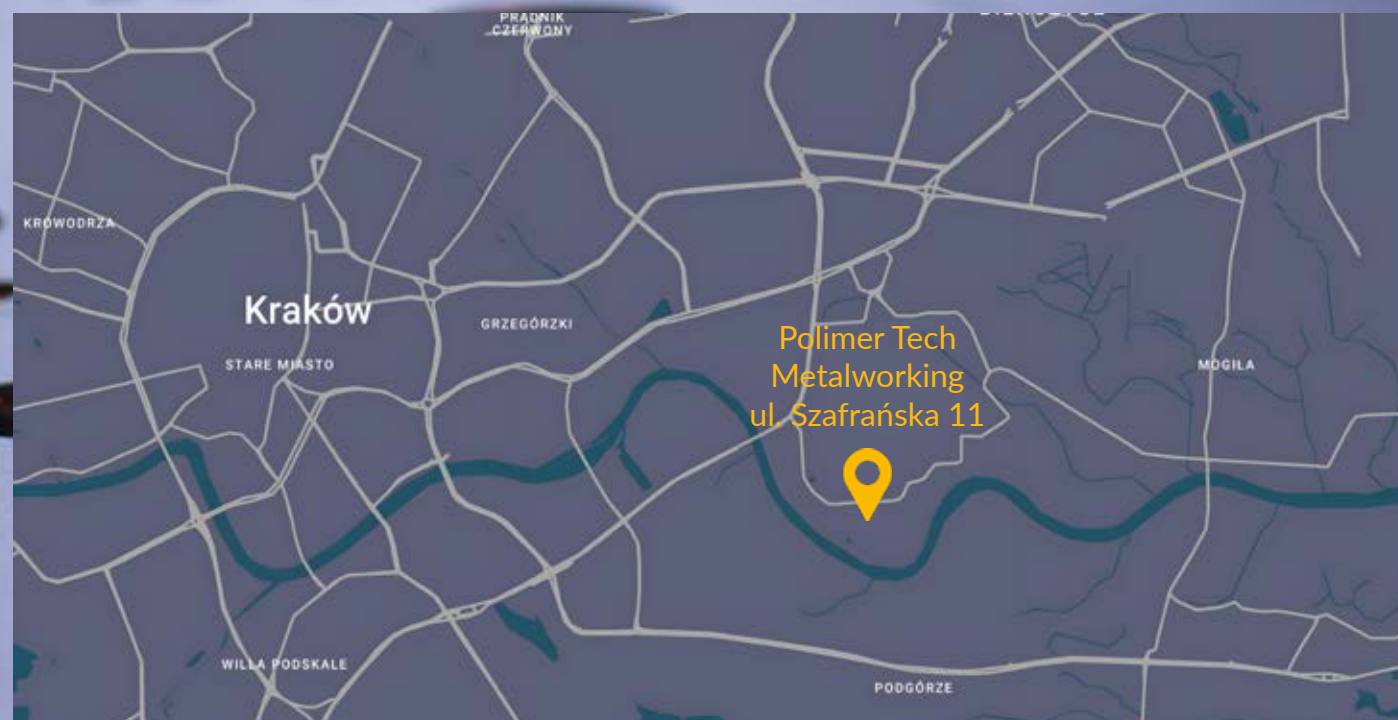 PRĄDNIK
CZERWONY
KROWODRZA
Kraków
GRZEGÓRZKI
STARE MIASTO
Polimer Tech
Metalworking
ul. Szafrańska 11
MOGIŁA
WILLA PODSKALE
PODGÓRZE